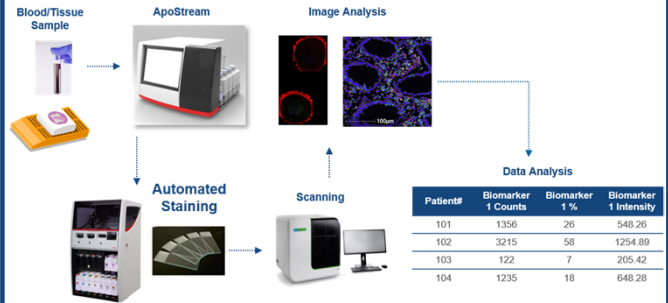 Blood/Tissue
Sample
ApoStream
Image Analysis
100µm
Automated
Staining
Scanning
Data Analysis
Patient# Biomarker 1 Counts Biomarker 1 % Biomarker 1 Intensity
101 1356 26 548.26
102 3215 58 1254.89
103 122 7 205.42
104 1235 18 648.28